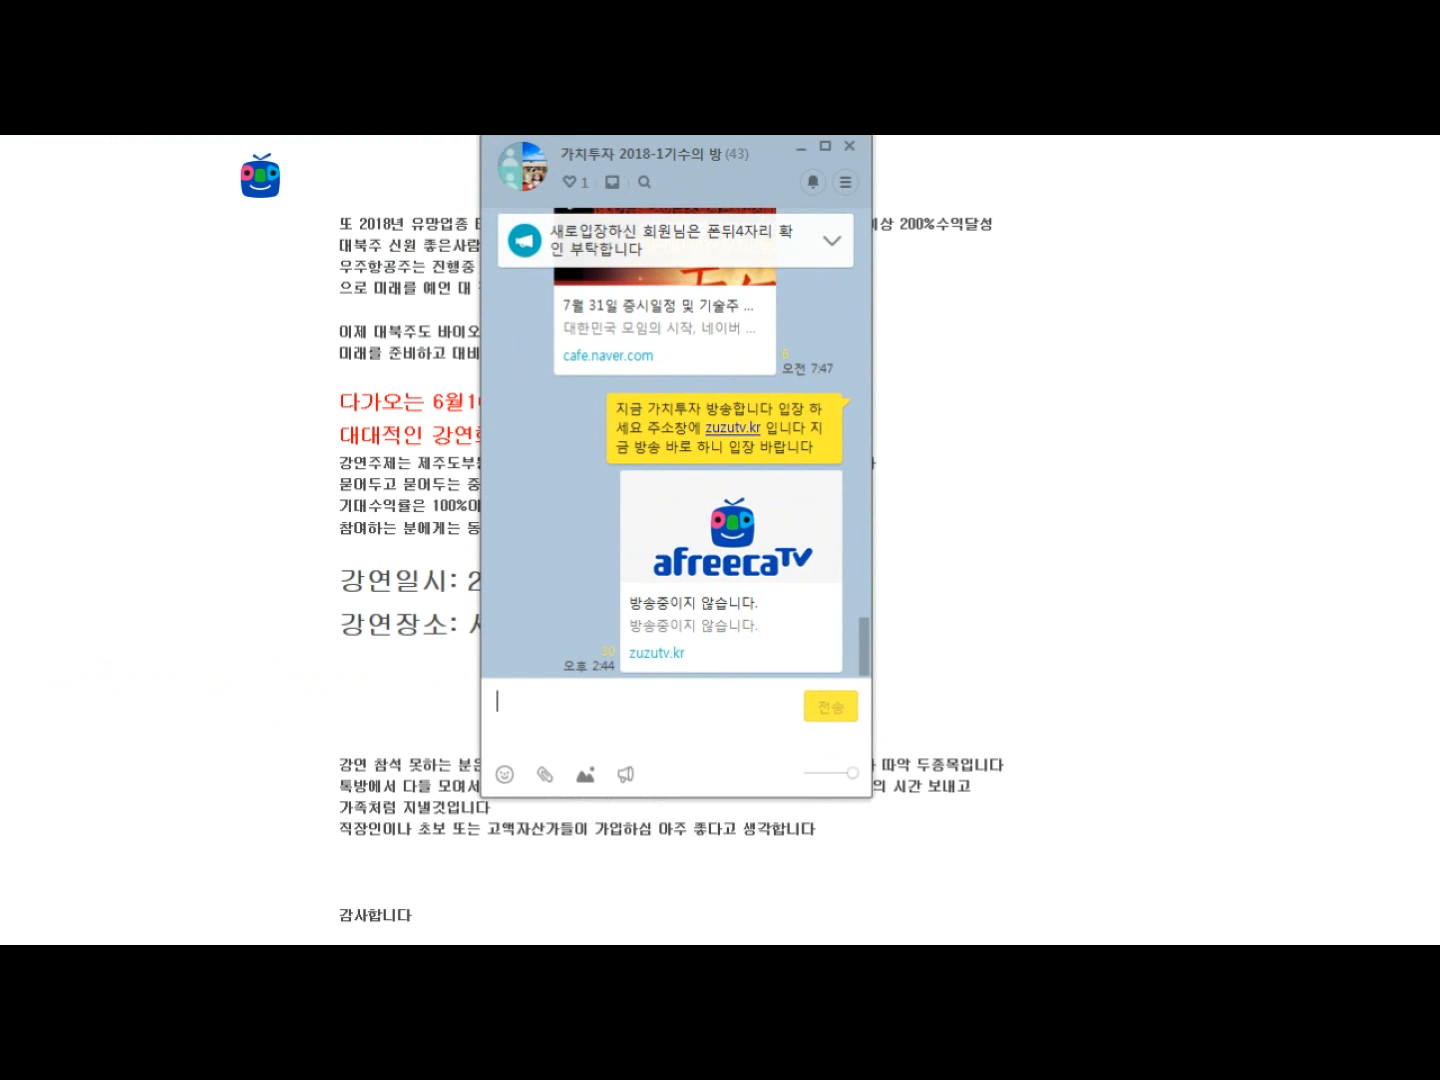 가치투자 2018-1기수의 방 (43)
1
새로입장하신 회원님은 폰뒤4자리 확
인 부탁합니다
7월 31일 증시일정 및 기술주 ...
대한민국 모임의 시작, 네이버 ...
cafe.naver.com
6
오전 7:47
지금 가치투자 방송합니다 입장 하
세요 주소창에 zuzutv.kr 입니다 지
금 방송 바로 하니 입장 바랍니다
afreecaTV
방송중이지 않습니다.
방송중이지 않습니다.
zuzutv.kr
30
오후 2:44
전송
또 2018년 유망업종
이상 200%수익달성
대북주 신원 좋은사람
우주항공주는 진행중
으로 미래를 예언 대
이제 대북주도 바이오
미래를 준비하고 대비
다가오는 6월1
대대적인 강연
강연주제는 제주도부
묻어두고 묻어두는 중
기대수익률은 100%
참여하는 분에게는 동
강연일시: 2
강연장소:
강연 참석 못하는 분은
따악 두종목입니다
톡방에서 다들 모여서
의 시간 보내고
가족처럼 지낼것입니다
직장인이나 초보 또는 고액자산가들이 가입하심 아주 좋다고 생각합니다
감사합니다